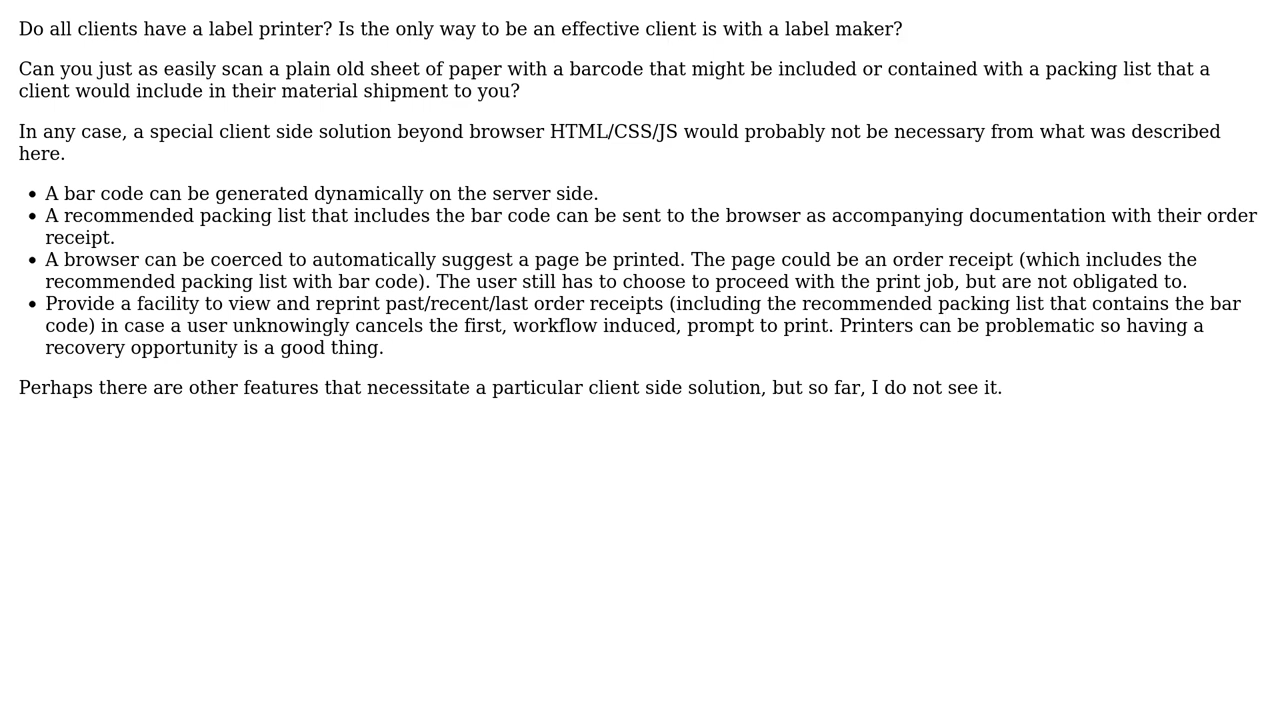 Do all clients have a label printer? Is the only way to be an effective client is with a label maker?
Can you just as easily scan a plain old sheet of paper with a barcode that might be included or contained with a packing list that a
client would include in their material shipment to you?
In any case, a special client side solution beyond browser HTML/CSS/JS would probably not be necessary from what was described
here.
• A bar code can be generated dynamically on the server side.
• A recommended packing list that includes the bar code can be sent to the browser as accompanying documentation with their order
receipt.
• A browser can be coerced to automatically suggest a page be printed. The page could be an order receipt (which includes the
recommended packing list with bar code). The user still has to choose to proceed with the print job, but are not obligated to.
• Provide a facility to view and reprint past/recent/last order receipts (including the recommended packing list that contains the bar
code) in case a user unknowingly cancels the first, workflow induced, prompt to print. Printers can be problematic so having a
recovery opportunity is a good thing.
Perhaps there are other features that necessitate a particular client side solution, but so far, I do not see it.